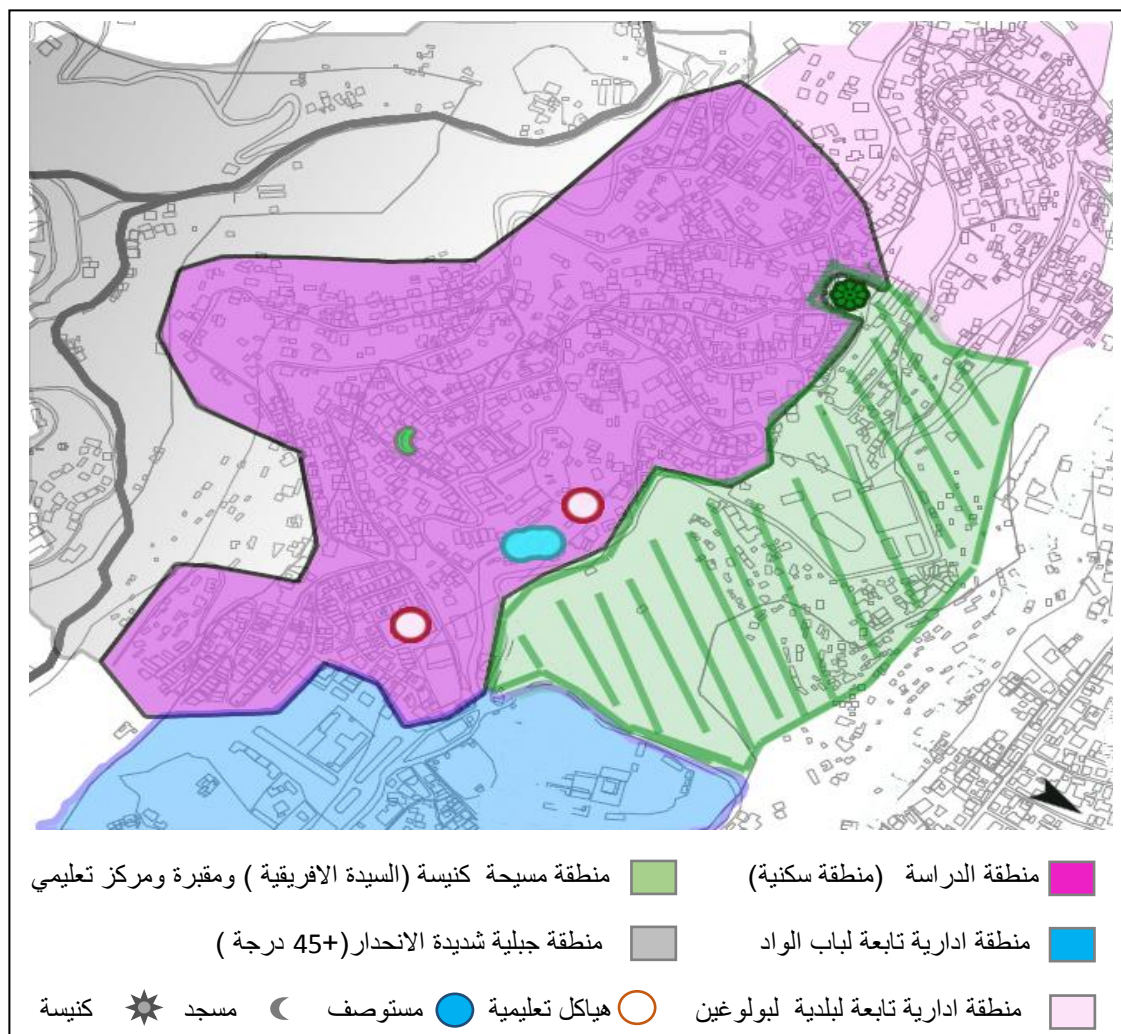 منطقة الدراسة (منطقة سكنية) منطقة مسيحة كنيسة (السيدة الافريقية ) ومقبرة ومركز تعليمي
منطقة ادارية تابعة لباب الواد منطقة جبلية شديدة الانحدار(+45 درجة )
منطقة ادارية تابعة لبلدية لبولوغين هياكل تعليمية مستوصف مسجد كنيسة